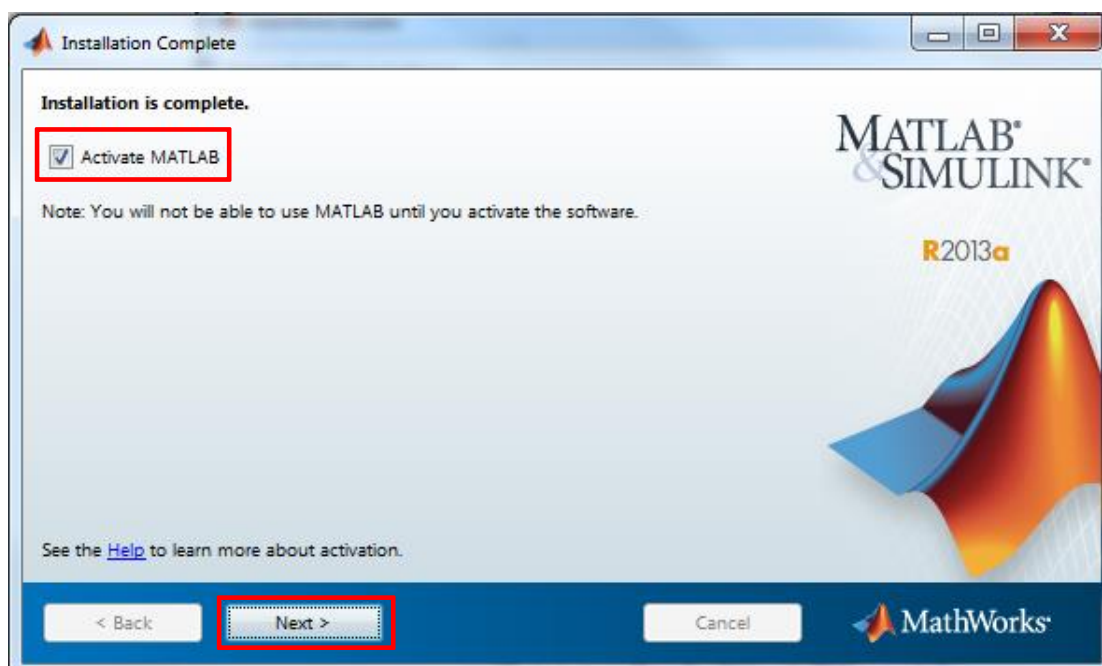 Installation Complete
Installation is complete.
Activate MATLAB
Note: You will not be able to use MATLAB until you activate the software.
MATLAB®
&SIMULINK®
R2013a
See the Help to learn more about activation.
< Back
Next >
Cancel
MathWorks®